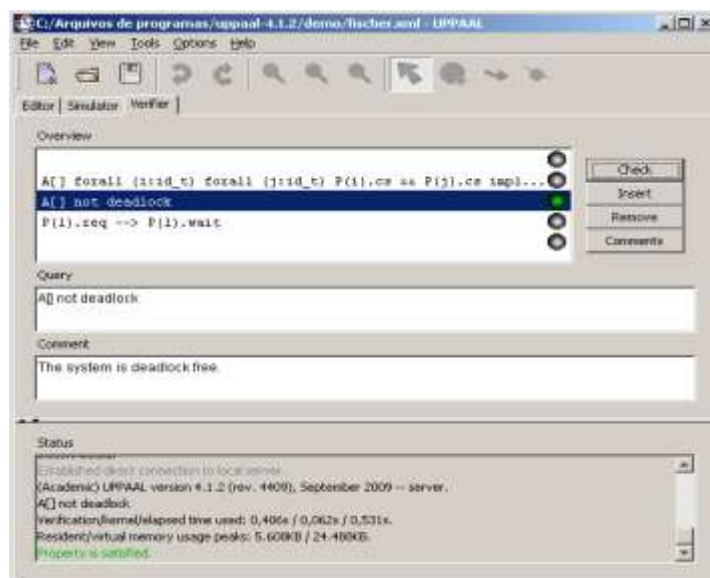 C:/Arquivos de programas/uppaal-4.1.2/demo/fischer.xml - UPPAAL
File Edit View Tools Options Help
Editor Simulator Verifier
Overview
A[] forall (i:id_t) forall (j:id_t) P(i).cs && P(j).cs impl...
A[] not deadlock
P(1).req --> P(1).wait
Check
Insert
Remove
Comments
Query
A[] not deadlock
Comment
The system is deadlock free.
Status
Established direct connection to local server.
(Academic) UPPAAL version 4.1.2 (rev. 4409), September 2009 -- server.
A[] not deadlock
Verification/kernel/elapsed time used: 0,406s / 0,062s / 0,531s.
Resident/virtual memory usage peaks: 5.608KB / 24.480KB.
Property is satisfied.